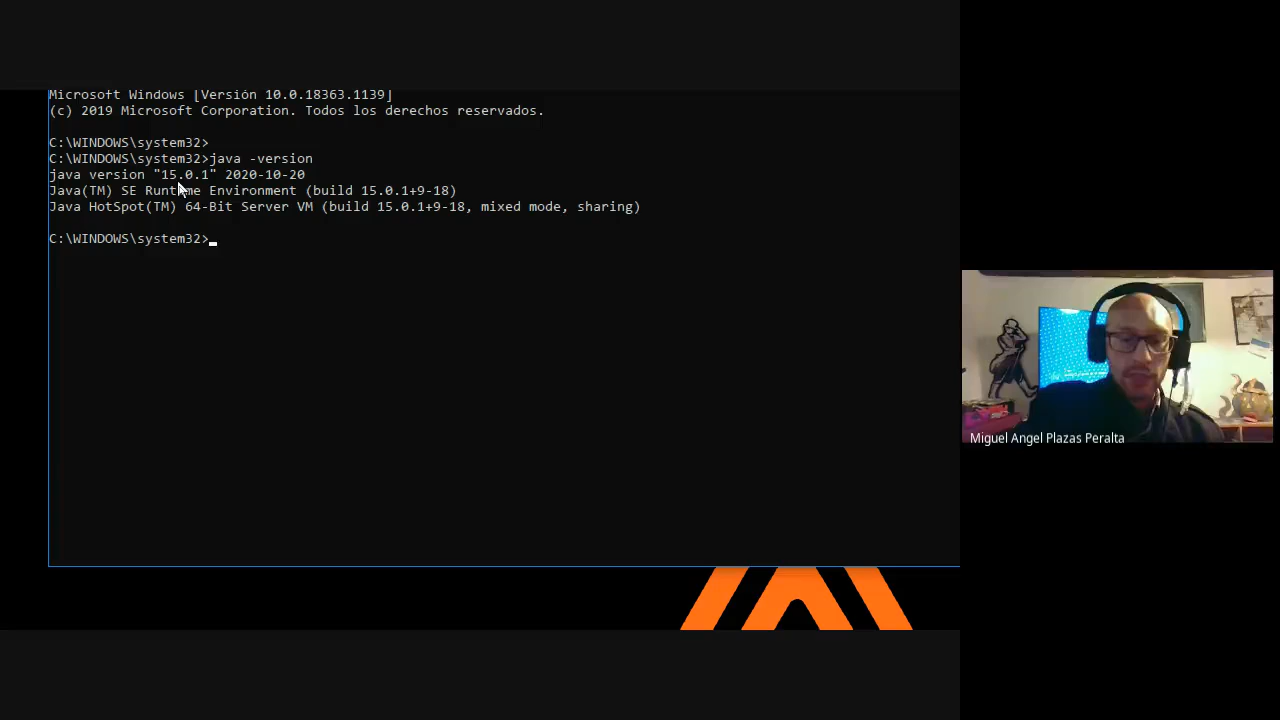 Microsoft Windows [Versión 10.0.18363.1139]
(c) 2019 Microsoft Corporation. Todos los derechos reservados.
C:\WINDOWS\system32>
C:\WINDOWS\system32>java -version
java version "15.0.1" 2020-10-20
Java(TM) SE Runtime Environment (build 15.0.1+9-18)
Java HotSpot(TM) 64-Bit Server VM (build 15.0.1+9-18, mixed mode, sharing)
C:\WINDOWS\system32>
Miguel Angel Plazas Peralta